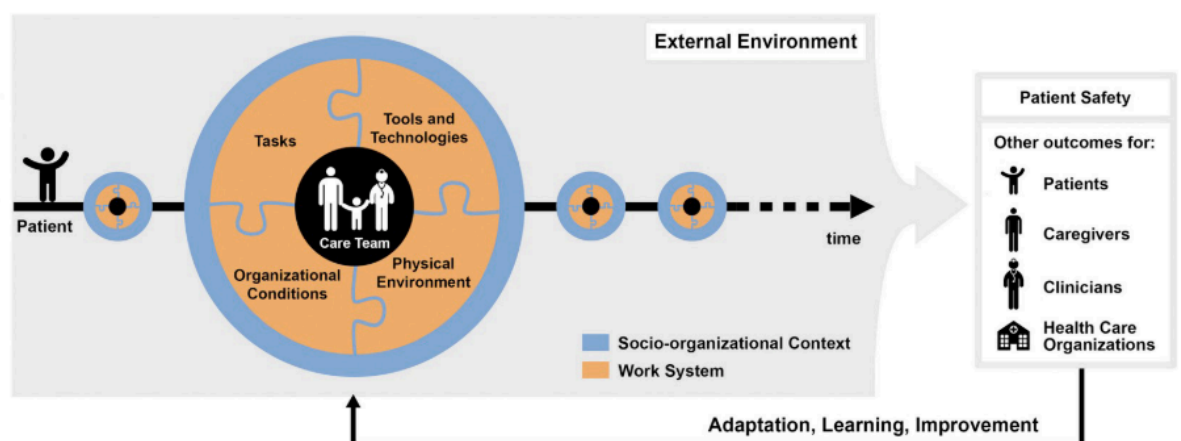 External Environment
Patient
Tasks
Tools and
Technologies
Care Team
Organizational
Conditions
Physical
Environment
time
Socio-organizational Context
Work System
Patient Safety
Other outcomes for:
Patients
Caregivers
Clinicians
Health Care
Organizations
Adaptation, Learning, Improvement